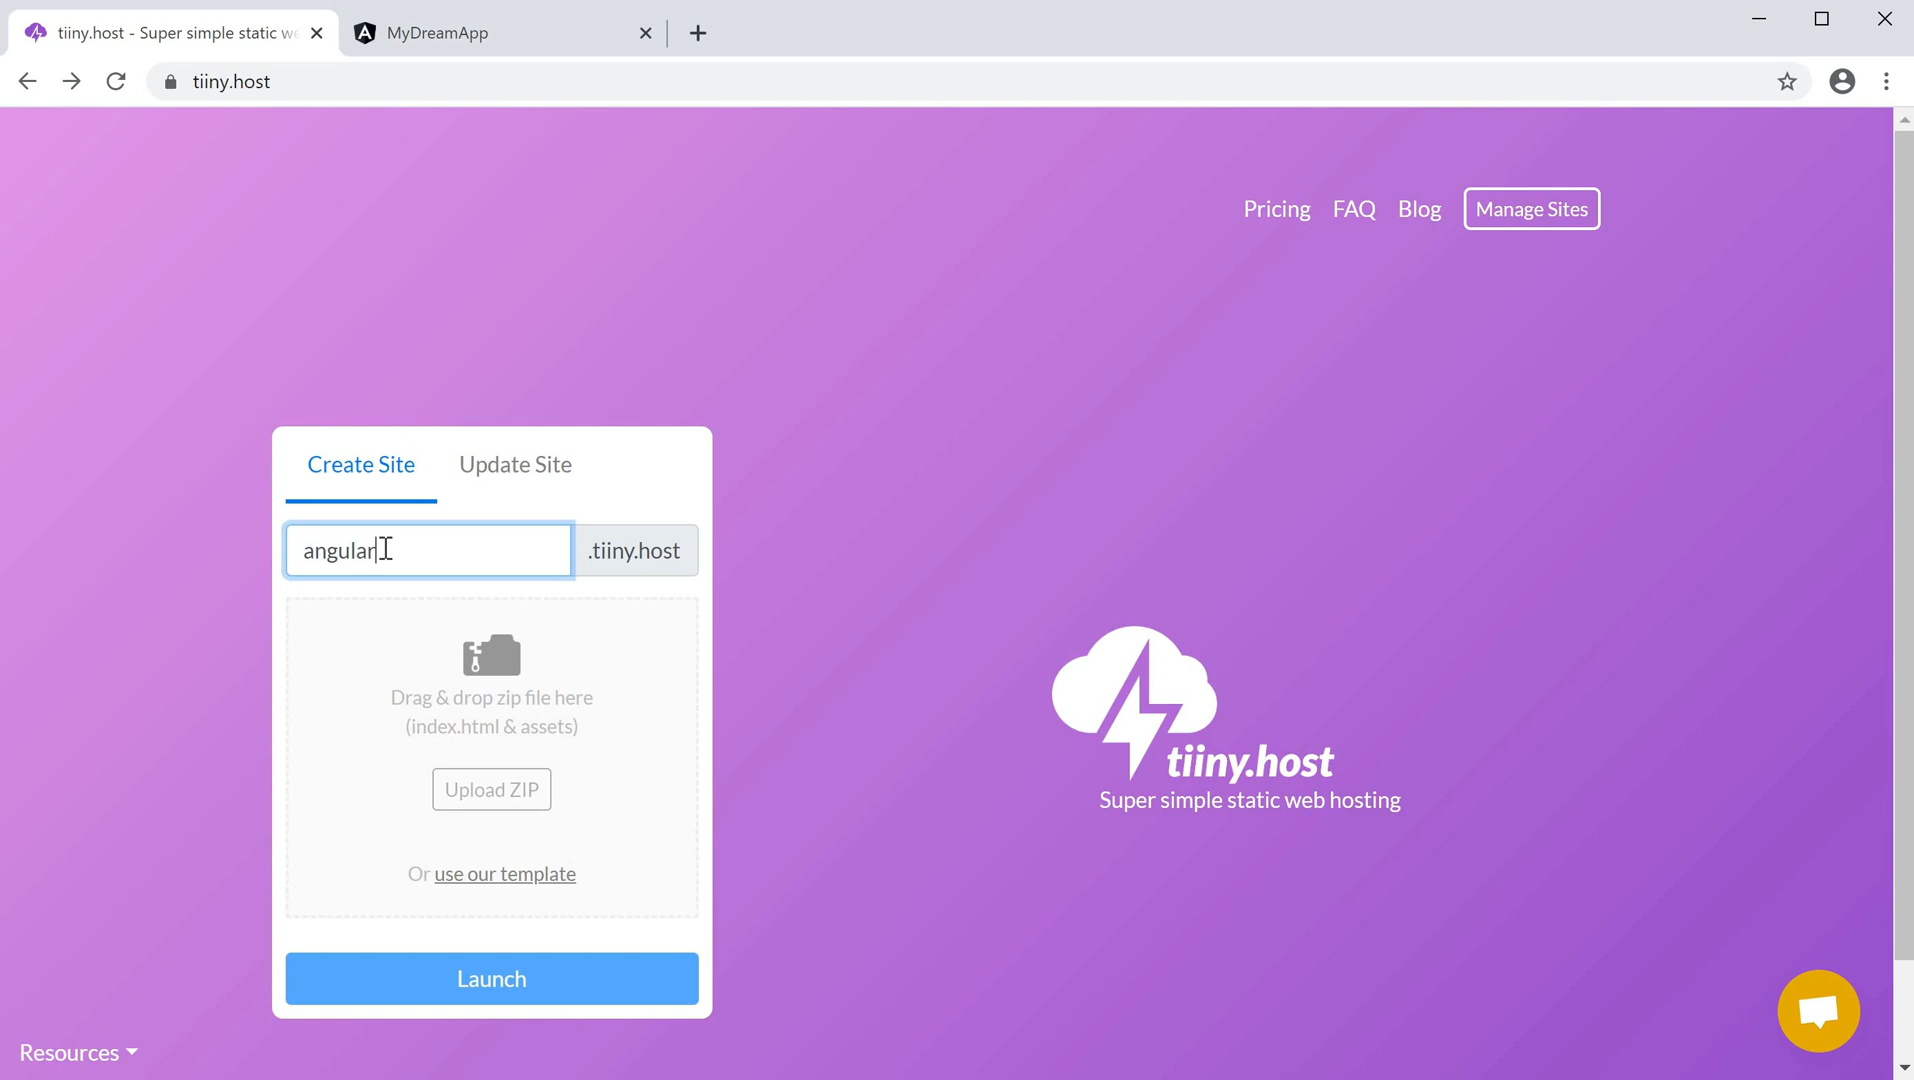 tiiny.host - Super simple static we
MyDreamApp
tiiny.host
Pricing
FAQ
Blog
Manage Sites
Create Site
Update Site
angular
.tiiny.host
Drag & drop zip file here
(index.html & assets)
Upload ZIP
Or use our template
Launch
tiiny.host
Super simple static web hosting
Resources